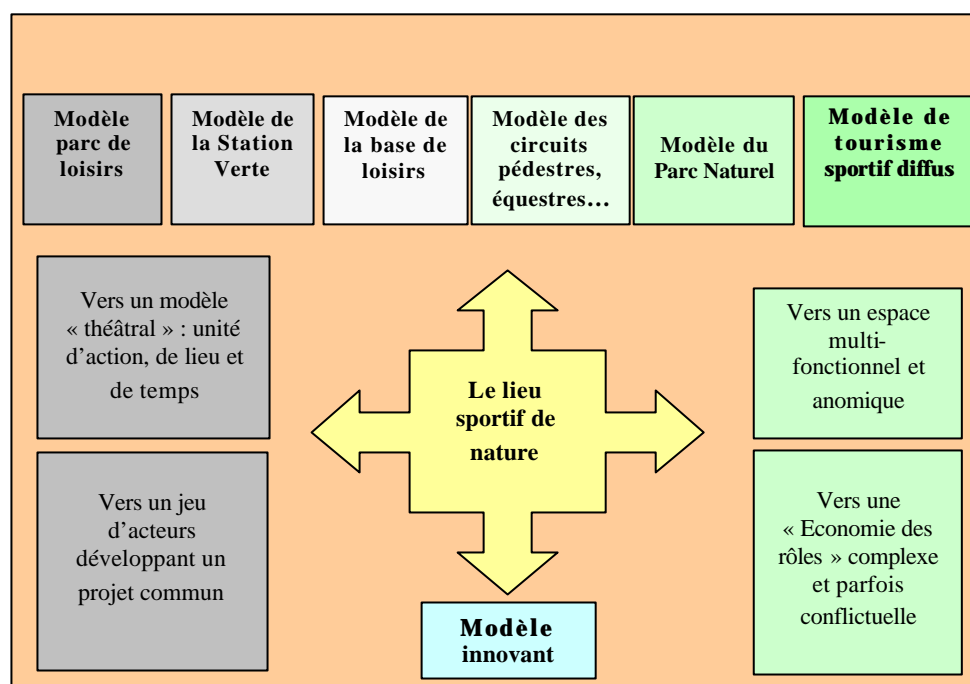 Modèle
parc de
loisirs
Modèle de
la Station
Verte
Modèle de
la base de
loisirs
Modèle des
circuits
pédestres,
équestres…
Modèle du
Parc Naturel
Modèle de
tourisme
sportif diffus
Vers un modèle
« théâtral » : unité
d’action, de lieu et
de temps
Vers un jeu
d’acteurs
développant un
projet commun
Le lieu
sportif de
nature
Modèle
innovant
Vers un espace
multi-
fonctionnel et
anomique
Vers une
« Economie des
rôles » complexe
et parfois
conflictuelle